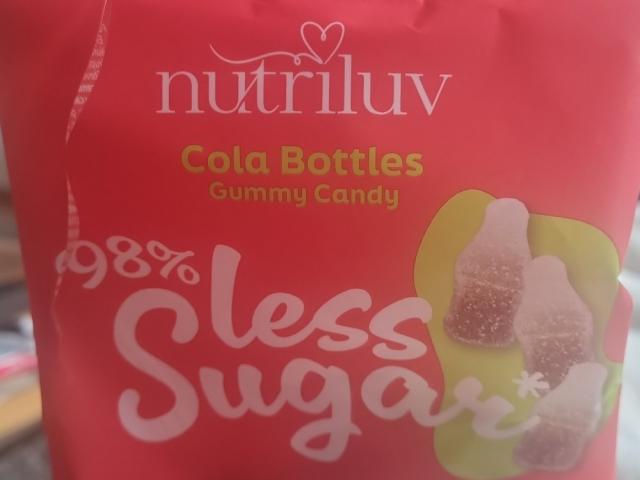 nutriluv
Cola Bottles
Gummy Candy
98% less
Sugar*